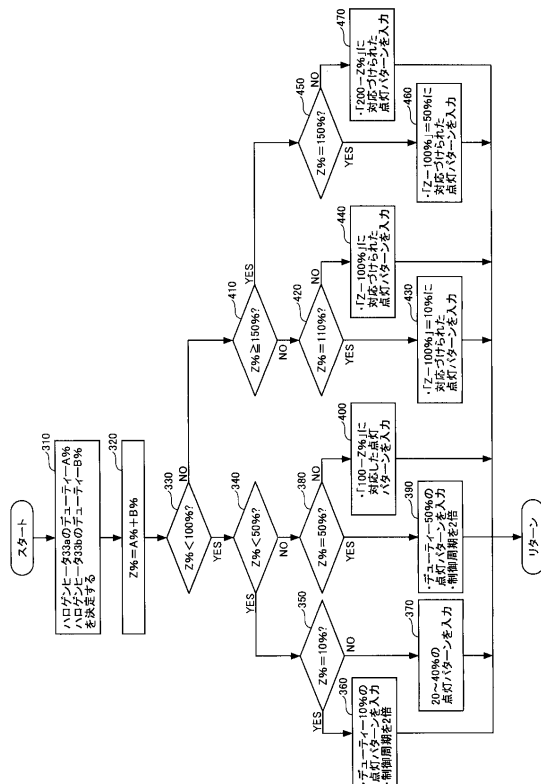 スタート
310
ハロゲンヒータ33aのデューティーA%
ハロゲンヒータ33bのデューティーB%
を決定する
320
Z%=A%+B%
330
Z%<100%?
YES
NO
340
Z%<50%?
YES
NO
350
Z%=10%?
YES
NO
360
・デューティー10%の
点灯パターンを入力
・制御周期を2倍
370
20~40%の
点灯パターンを入力
380
Z%=50%?
YES
NO
390
・デューティー50%の
点灯パターンを入力
・制御周期を2倍
400
・「100-Z%」に
対応した点灯
パターンを入力
410
Z%≧150%?
YES
NO
420
Z%=110%?
YES
NO
430
・「Z-100%」=10%に
対応づけられた
点灯パターンを入力
440
・「Z-100%」に
対応づけられた
点灯パターンを入力
450
Z%=150%?
YES
NO
460
・「Z-100%」=50%に
対応づけられた
点灯パターンを入力
470
・「200-Z%」に
対応づけられた
点灯パターンを入力
リターン